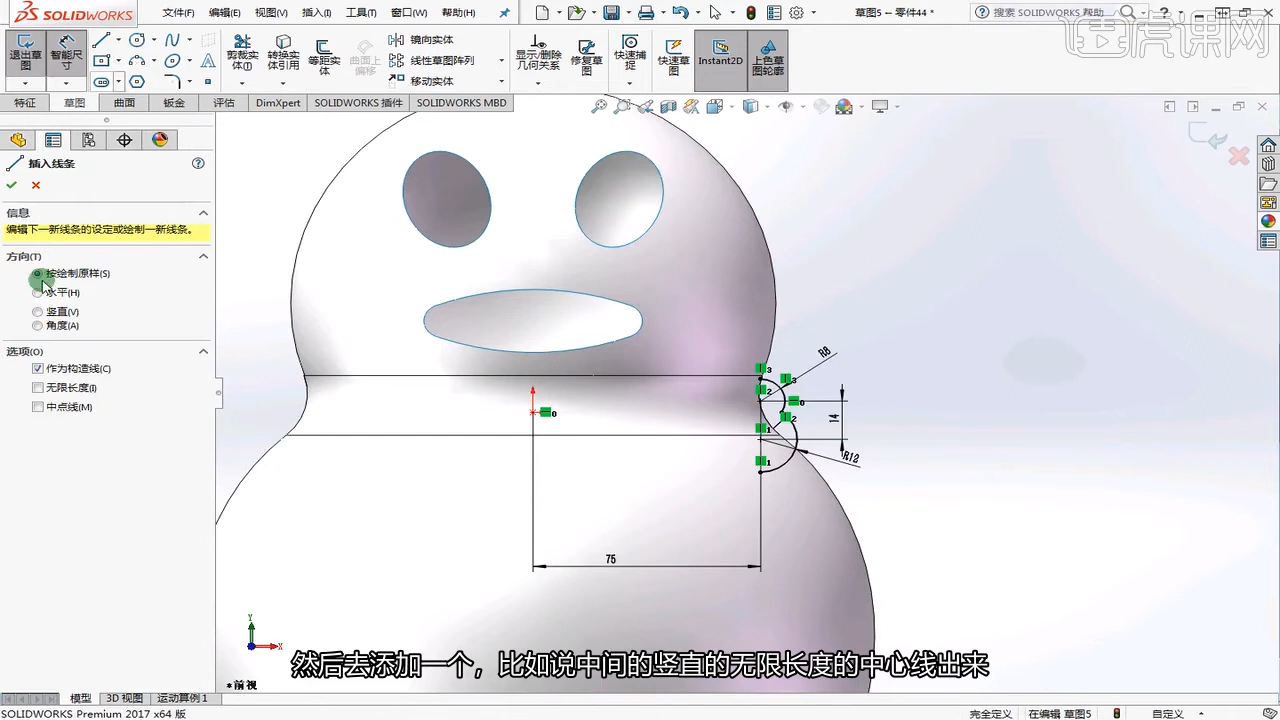 SOLIDWORKS 文件(F) 编辑(E) 视图(V) 插入(I) 工具(T) 窗口(W) 帮助(H) 草图5 ~ 零件44 * 搜索 SOLIDWORKS 帮助
虎课网
退出草图 智能尺寸 剪裁实体(T) 转换实体引用 等距实体 曲面上偏移 镜向实体 线性草图阵列 移动实体 显示/删除几何关系 修复草图 快速捕捉 快速草图 Instant2D 上色草图轮廓
特征 草图 曲面 钣金 评估 DimXpert SOLIDWORKS 插件 SOLIDWORKS MBD
插入线条
信息
编辑下一新线条的设定或绘制一新线条。
方向(T)
按绘制原样(S)
水平(H)
竖直(V)
角度(A)
选项(O)
作为构造线(C)
无限长度(I)
中点线(M)
R8
3
3
2
0
0
2
14
1
R12
1
75
Y
X
然后去添加一个，比如说中间的竖直的无限长度的中心线出来
*前视
模型 3D 视图 运动算例 1
SOLIDWORKS Premium 2017 x64 版 完全定义 在编辑 草图5 自定义